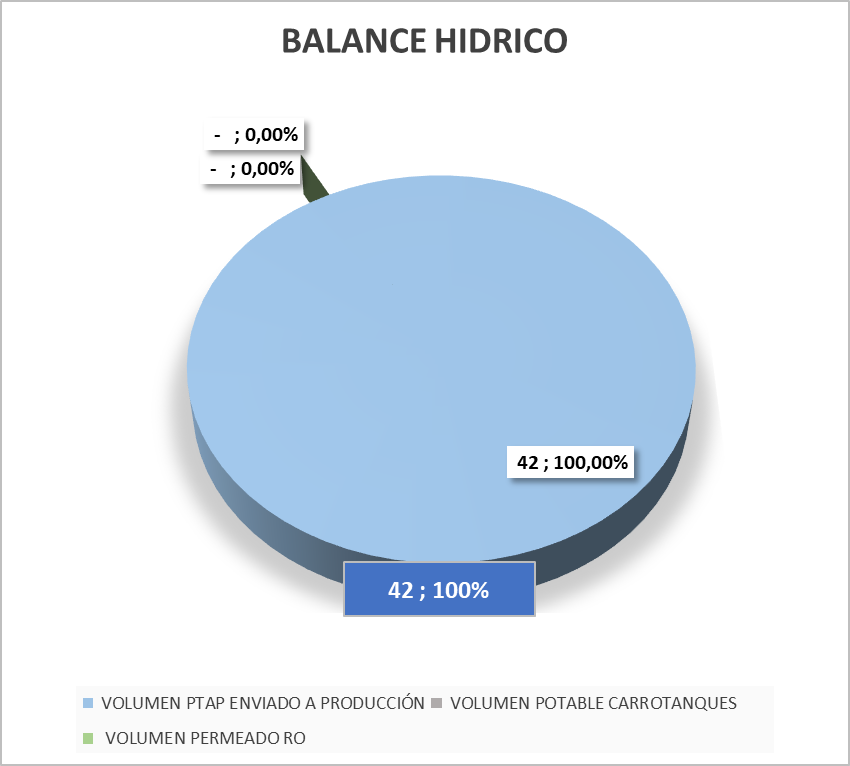 BALANCE HIDRICO
- ; 0,00%
- ; 0,00%
42 ; 100,00%
42 ; 100%
VOLUMEN PTAP ENVIADO A PRODUCCIÓN VOLUMEN POTABLE CARROTANQUES
VOLUMEN PERMEADO RO